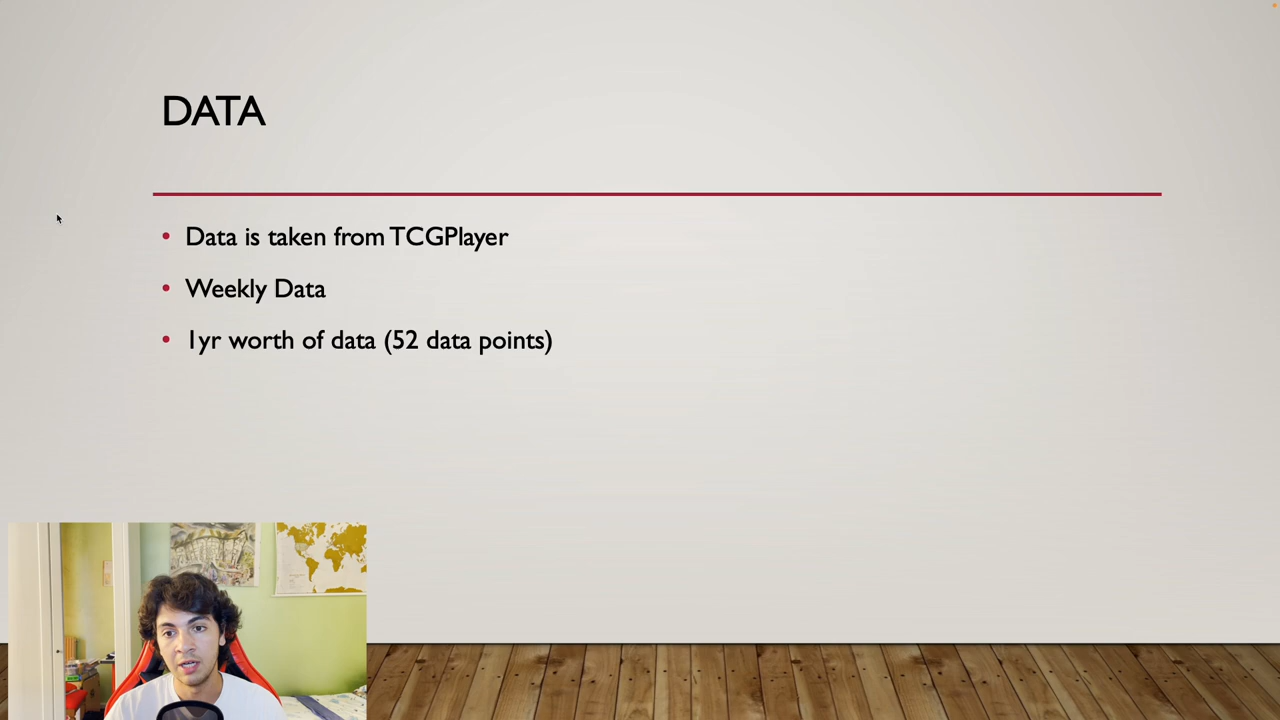 DATA
Data is taken from TCGPlayer
Weekly Data
1yr worth of data (52 data points)